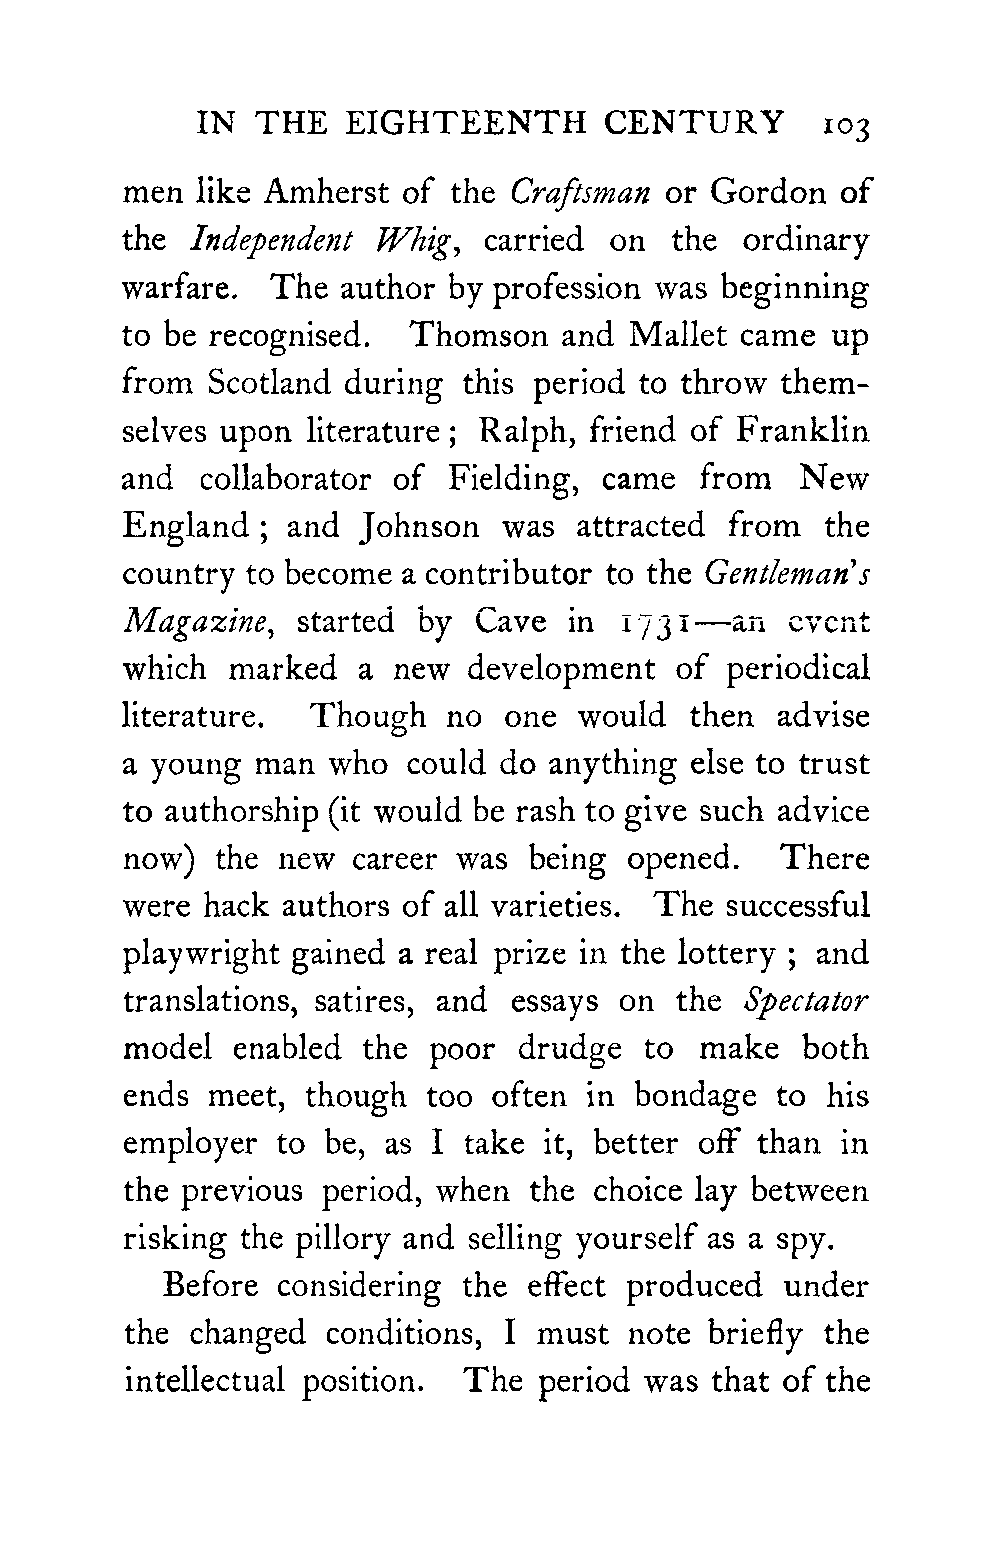 IN THE EIGHTEENTH CENTURY 103
men like Amherst of the Craftsman or Gordon of
the Independent Whig, carried on the ordinary
warfare. The author by profession was beginning
to be recognised. Thomson and Mallet came up
from Scotland during this period to throw them-
selves upon literature ; Ralph, friend of Franklin
and collaborator of Fielding, came from New
England ; and Johnson was attracted from the
country to become a contributor to the Gentleman's
Magazine, started by Cave in 1731—an event
which marked a new development of periodical
literature. Though no one would then advise
a young man who could do anything else to trust
to authorship (it would be rash to give such advice
now) the new career was being opened. There
were hack authors of all varieties. The successful
playwright gained a real prize in the lottery ; and
translations, satires, and essays on the Spectator
model enabled the poor drudge to make both
ends meet, though too often in bondage to his
employer to be, as I take it, better off than in
the previous period, when the choice lay between
risking the pillory and selling yourself as a spy.
Before considering the effect produced under
the changed conditions, I must note briefly the
intellectual position. The period was that of the